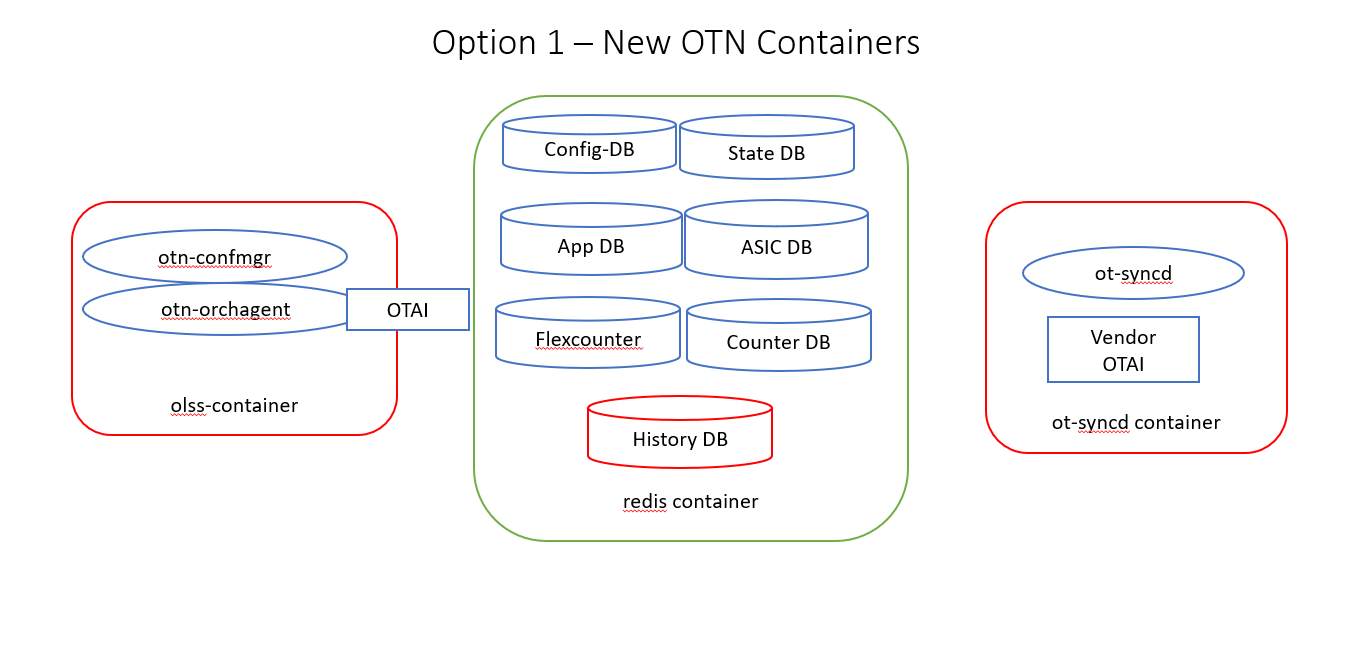 Option 1 – New OTN Containers
Config-DB
State DB
App DB
ASIC DB
Flexcounter
Counter DB
History DB
redis container
otn-confmgr
otn-orchagent
OTAI
olss-container
ot-syncd
Vendor
OTAI
ot-syncd container